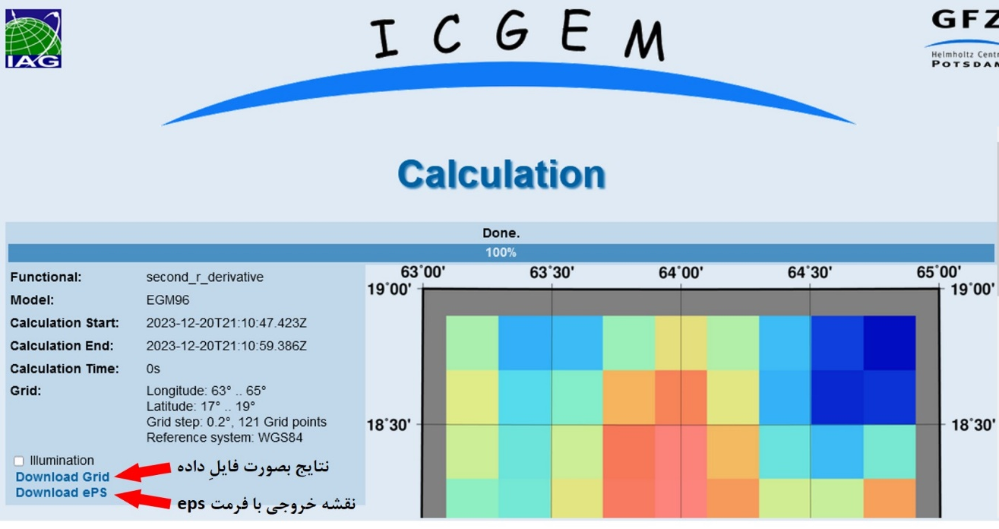 IAG
I C G E M
GFZ
Helmholtz Centr
POTSDAM
Calculation
Done.
100%
Functional: second_r_derivative
Model: EGM96
Calculation Start: 2023-12-20T21:10:47.423Z
Calculation End: 2023-12-20T21:10:59.386Z
Calculation Time: 0s
Grid: Longitude: 63° .. 65°
Latitude: 17° .. 19°
Grid step: 0.2°, 121 Grid points
Reference system: WGS84
Illumination
Download Grid نتایج بصورت فایلِ داده
Download ePS نقشه خروجی با فرمت eps
63˚00' 63˚30' 64˚00' 64˚30' 65˚00'
19˚00' 19˚00'
18˚30' 18˚30'